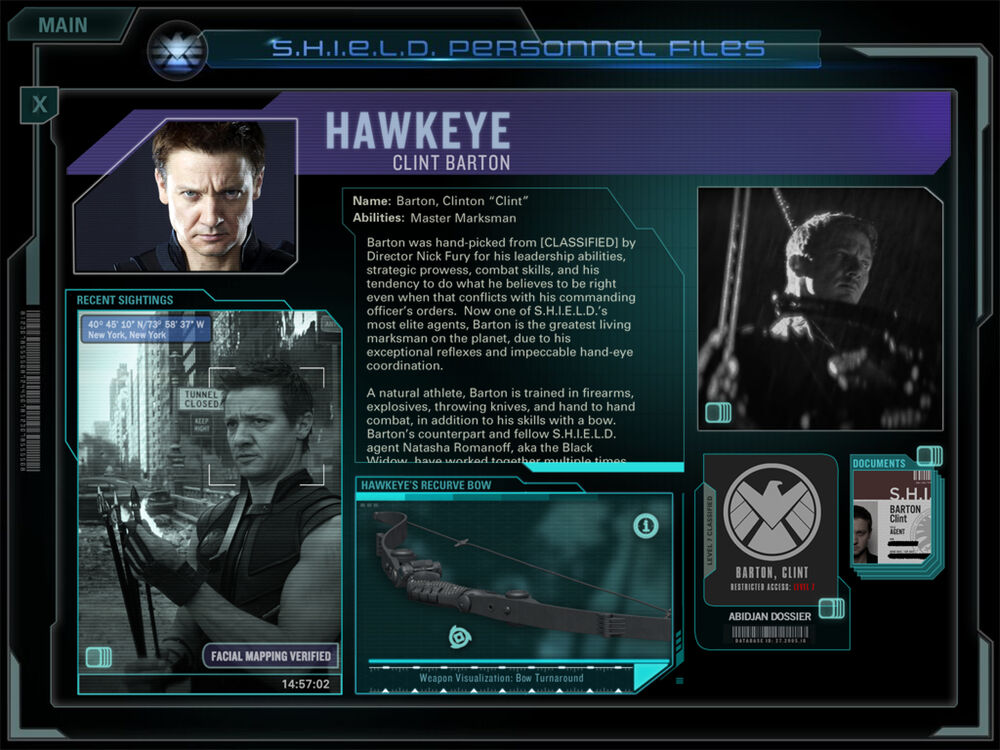 MAIN
S.H.I.E.L.D. PERSONNEL FILES
X
HAWKEYE
CLINT BARTON
Name: Barton, Clinton “Clint”
Abilities: Master Marksman
Barton was hand-picked from [CLASSIFIED] by
Director Nick Fury for his leadership abilities,
strategic prowess, combat skills, and his
tendency to do what he believes to be right
even when that conflicts with his commanding
officer's orders. Now one of S.H.I.E.L.D.'s
most elite agents, Barton is the greatest living
marksman on the planet, due to his
exceptional reflexes and impeccable hand-eye
coordination.
A natural athlete, Barton is trained in firearms,
explosives, throwing knives, and hand to hand
combat, in addition to his skills with a bow.
Barton's counterpart and fellow S.H.I.E.L.D.
agent Natasha Romanoff, aka the Black
Widow, have worked together multiple times
RECENT SIGHTINGS
40º 45' 10" N/73º 58' 37" W
New York, New York
TUNNEL
CLOSED
KEEP
RIGHT
FACIAL MAPPING VERIFIED
14:57:02
HAWKEYE'S RECURVE BOW
Weapon Visualization: Bow Turnaround
LEVEL 7 CLASSIFIED
BARTON, CLINT
RESTRICTED ACCESS: LEVEL 7
ABIDJAN DOSSIER
DOCUMENTS
S.H.I
BARTON
Clint
AGENT